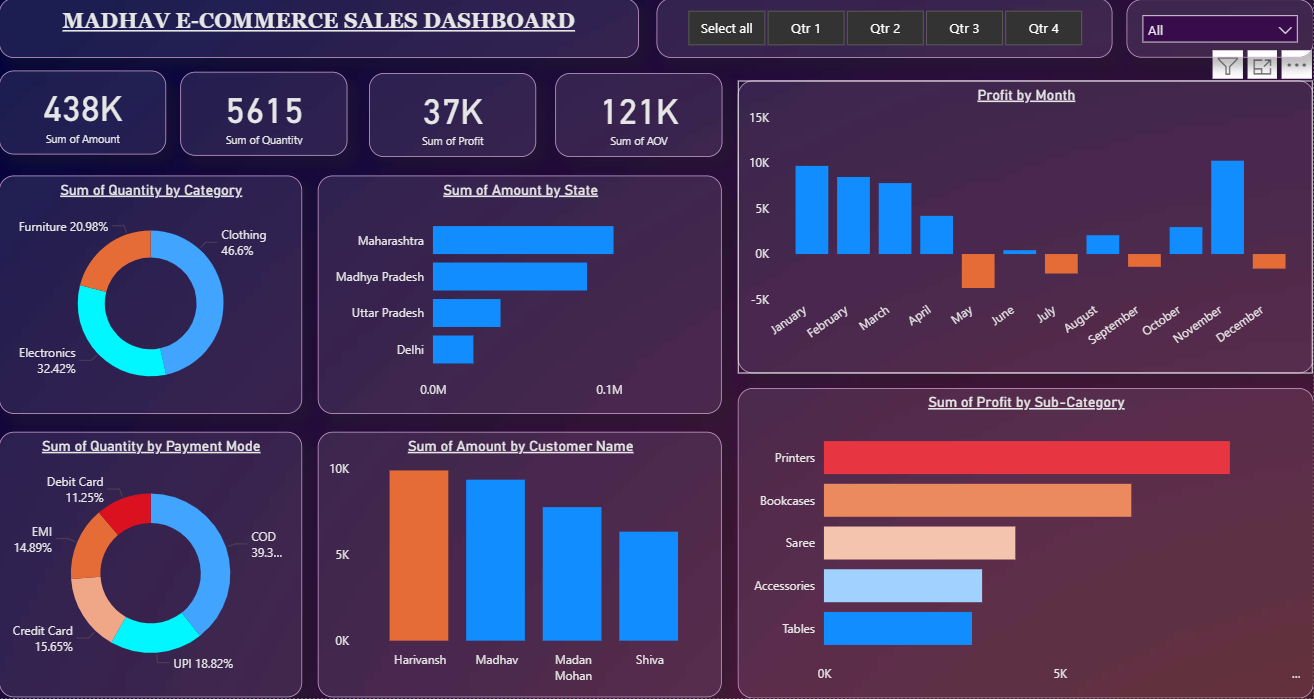 MADHAV E-COMMERCE SALES DASHBOARD
Select all
Qtr 1
Qtr 2
Qtr 3
Qtr 4
All
438K
Sum of Amount
5615
Sum of Quantity
37K
Sum of Profit
121K
Sum of AOV
Profit by Month
15K
10K
5K
0K
-5K
January
February
March
April
May
June
July
August
September
October
November
December
Sum of Quantity by Category
Furniture 20.98%
Clothing
46.6%
Electronics
32.42%
Sum of Amount by State
Maharashtra
Madhya Pradesh
Uttar Pradesh
Delhi
0.0M
0.1M
Sum of Profit by Sub-Category
Printers
Bookcases
Saree
Accessories
Tables
0K
5K
...
Sum of Quantity by Payment Mode
Debit Card
11.25%
EMI
14.89%
COD
39.3...
Credit Card
15.65%
UPI 18.82%
Sum of Amount by Customer Name
10K
5K
0K
Harivansh
Madhav
Madan
Mohan
Shiva